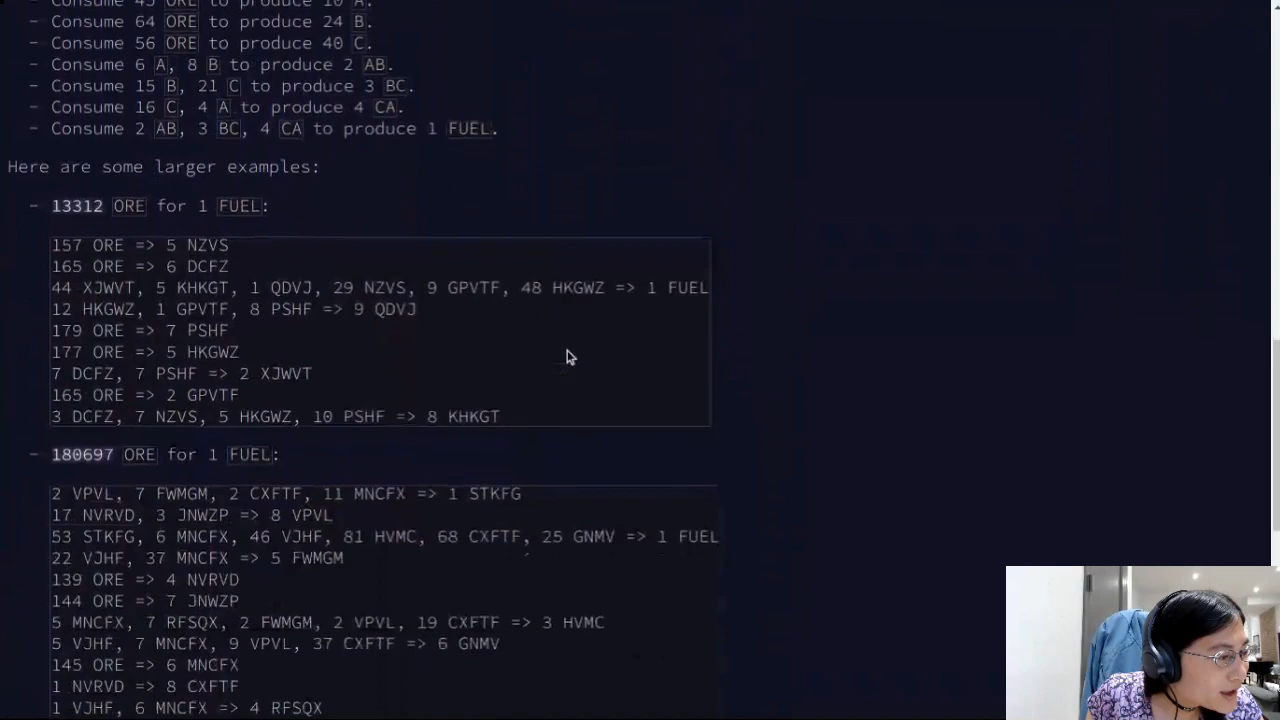 - Consume 45 ORE to produce 10 A.
- Consume 64 ORE to produce 24 B.
- Consume 56 ORE to produce 40 C.
- Consume 6 A, 8 B to produce 2 AB.
- Consume 15 B, 21 C to produce 3 BC.
- Consume 16 C, 4 A to produce 4 CA.
- Consume 2 AB, 3 BC, 4 CA to produce 1 FUEL.
Here are some larger examples:
- 13312 ORE for 1 FUEL:
157 ORE => 5 NZVS
165 ORE => 6 DCFZ
44 XJWVT, 5 KHKGT, 1 QDVJ, 29 NZVS, 9 GPVTF, 48 HKGWZ => 1 FUEL
12 HKGWZ, 1 GPVTF, 8 PSHF => 9 QDVJ
179 ORE => 7 PSHF
177 ORE => 5 HKGWZ
7 DCFZ, 7 PSHF => 2 XJWVT
165 ORE => 2 GPVTF
3 DCFZ, 7 NZVS, 5 HKGWZ, 10 PSHF => 8 KHKGT
- 180697 ORE for 1 FUEL:
2 VPVL, 7 FWMGM, 2 CXFTF, 11 MNCFX => 1 STKFG
17 NVRVD, 3 JNWZP => 8 VPVL
53 STKFG, 6 MNCFX, 46 VJHF, 81 HVMC, 68 CXFTF, 25 GNMV => 1 FUEL
22 VJHF, 37 MNCFX => 5 FWMGM
139 ORE => 4 NVRVD
144 ORE => 7 JNWZP
5 MNCFX, 7 RFSQX, 2 FWMGM, 2 VPVL, 19 CXFTF => 3 HVMC
5 VJHF, 7 MNCFX, 9 VPVL, 37 CXFTF => 6 GNMV
145 ORE => 6 MNCFX
1 NVRVD => 8 CXFTF
1 VJHF, 6 MNCFX => 4 RFSQX